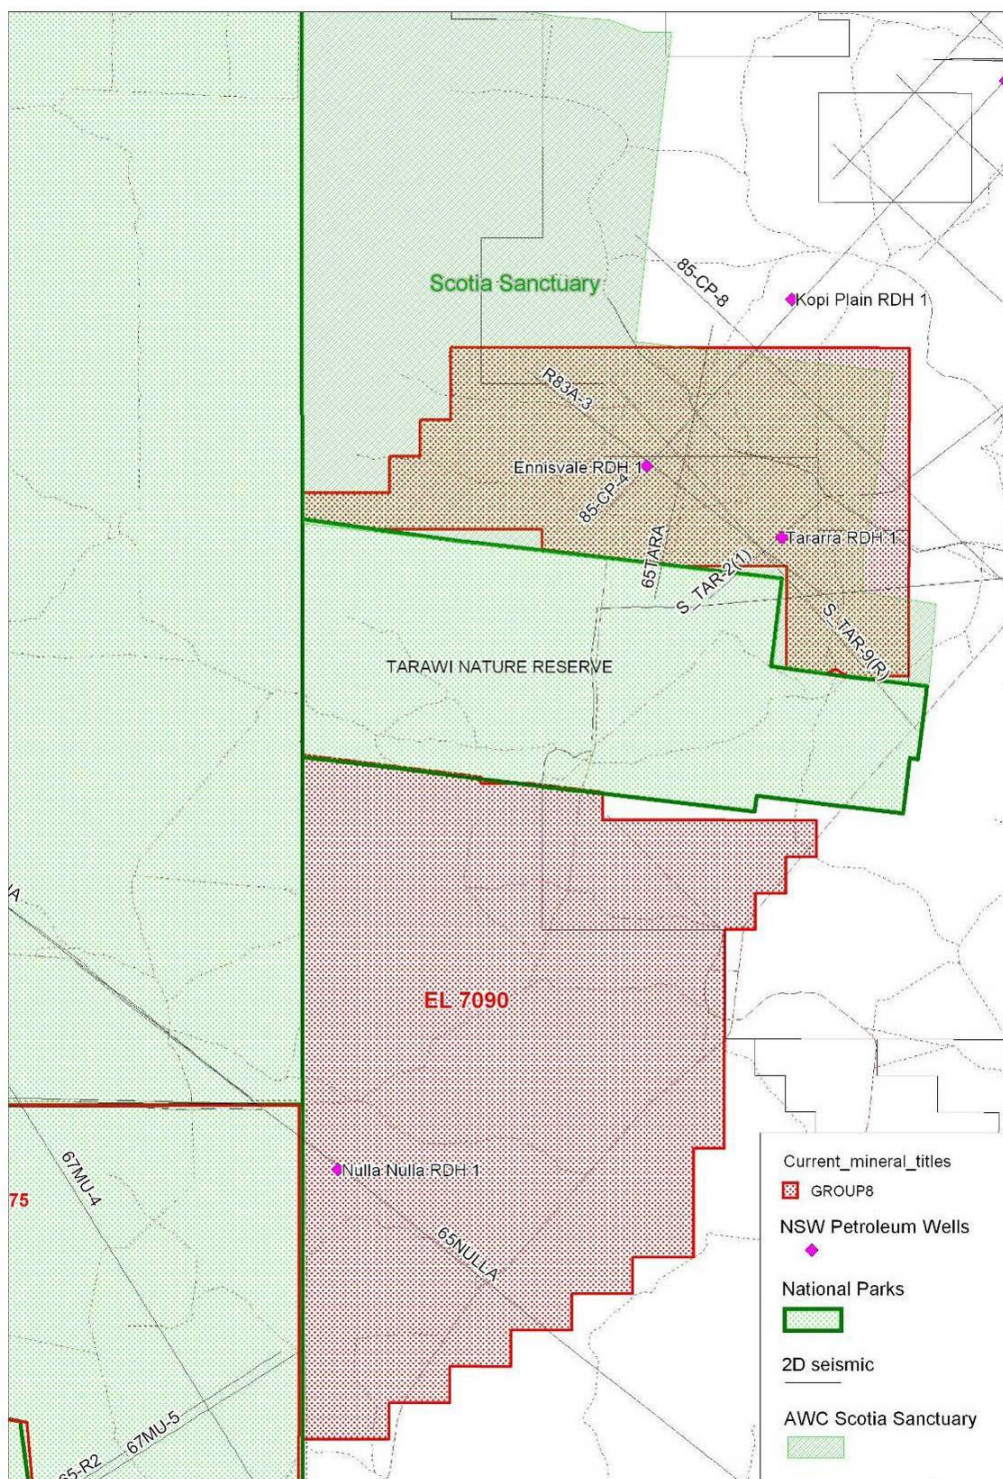 Scotia Sanctuary
85-CP-8
Kopi Plain RDH 1
R83A-3
Ennisvale RDH 1
85-CP-4
65TARA
Tararra RDH 1
S_TAR-2(1)
S_TAR-9(R)
TARAWI NATURE RESERVE
EL 7090
75
67MU-4
Nulla Nulla RDH 1
65NULLA
67MU-5
65-R2
Current_mineral_titles
GROUP8
NSW Petroleum Wells
National Parks
2D seismic
AWC Scotia Sanctuary